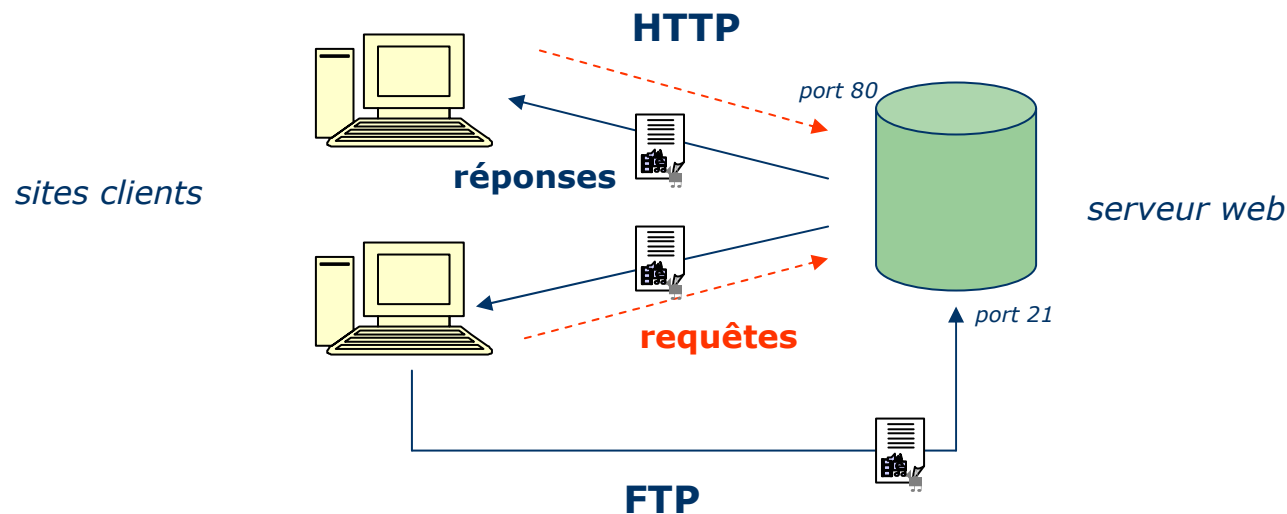 HTTP
port 80
réponses
sites clients
serveur web
port 21
requêtes
FTP